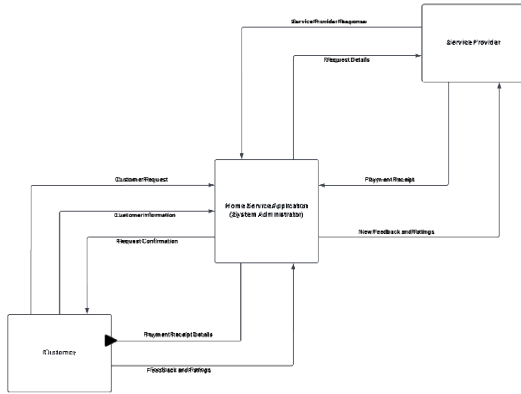 Service Provider Response
Service Provider
Request Details
Customer Request
Payment Receipt
Home Service Application
(System Administrator)
Customer Information
Request Confirmation
New Feedback and Ratings
Payment Receipt Details
Customer
Feedback and Ratings